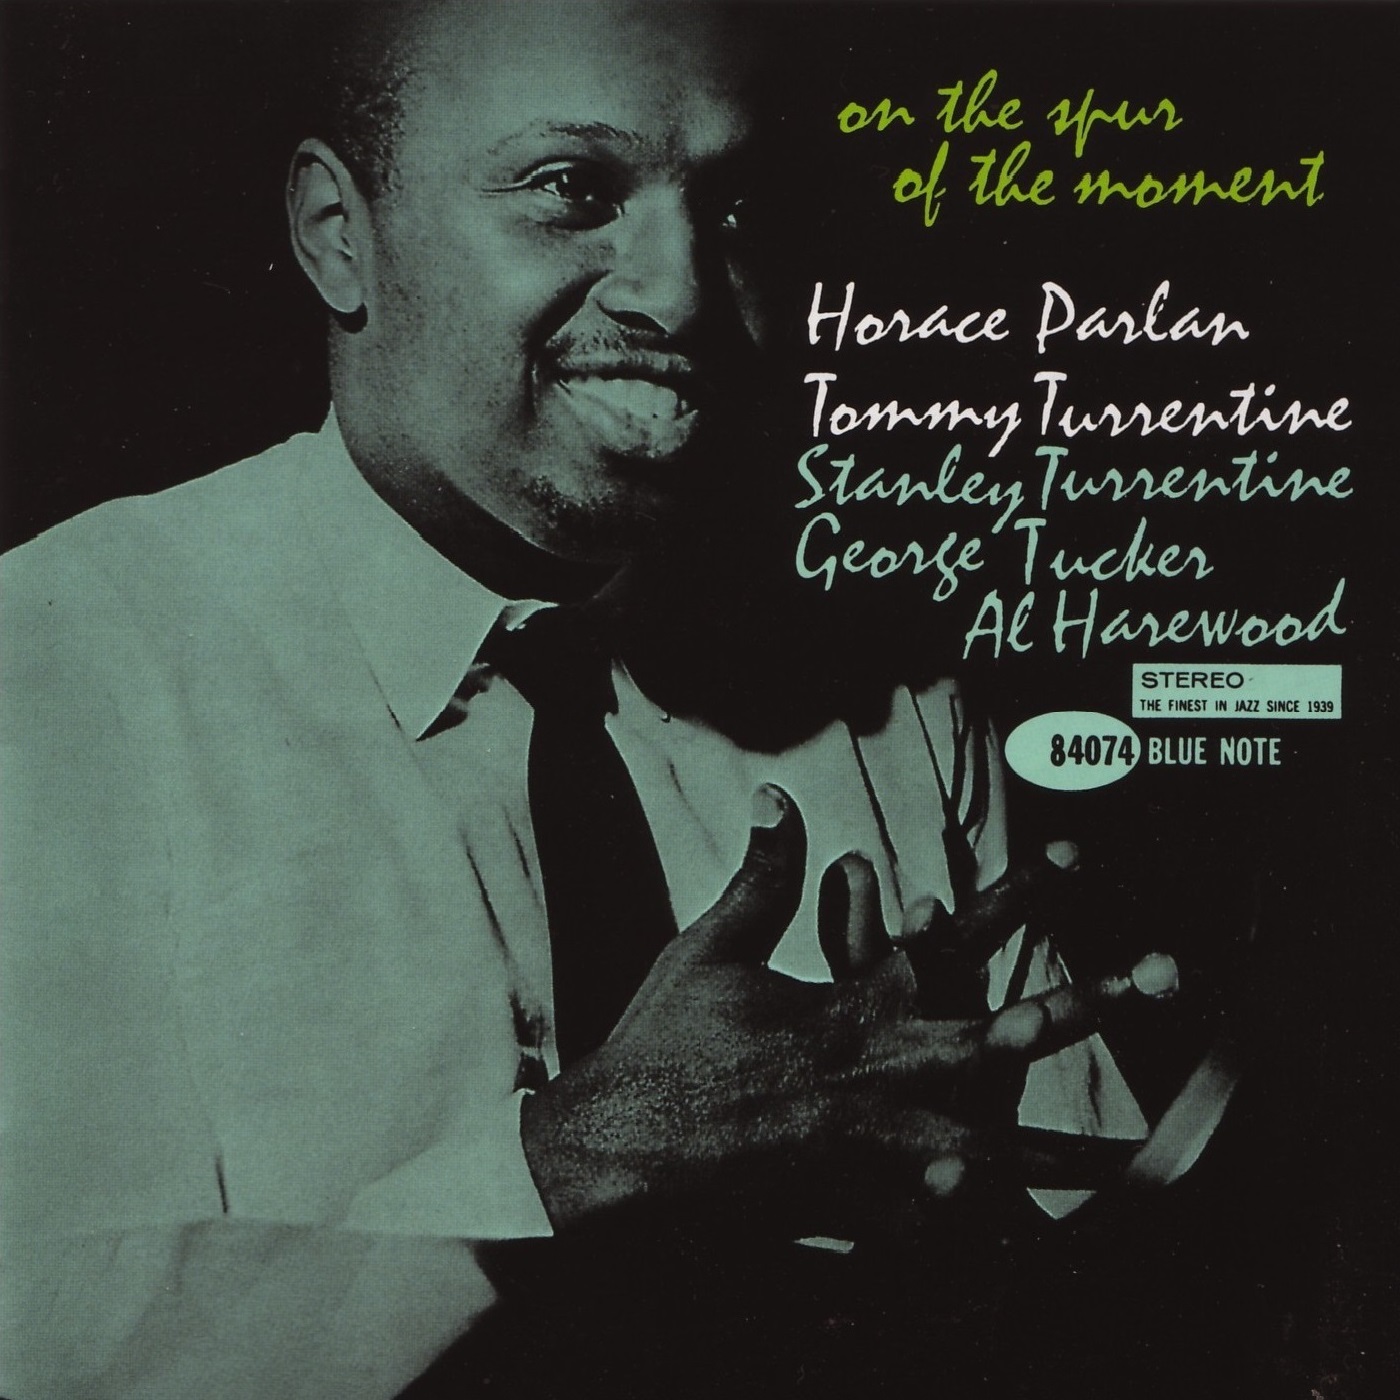 on the spur
of the moment
Horace Parlan
Tommy Turrentine
Stanley Turrentine
George Tucker
Al Harewood
STEREO
THE FINEST IN JAZZ SINCE 1939
84074 BLUE NOTE